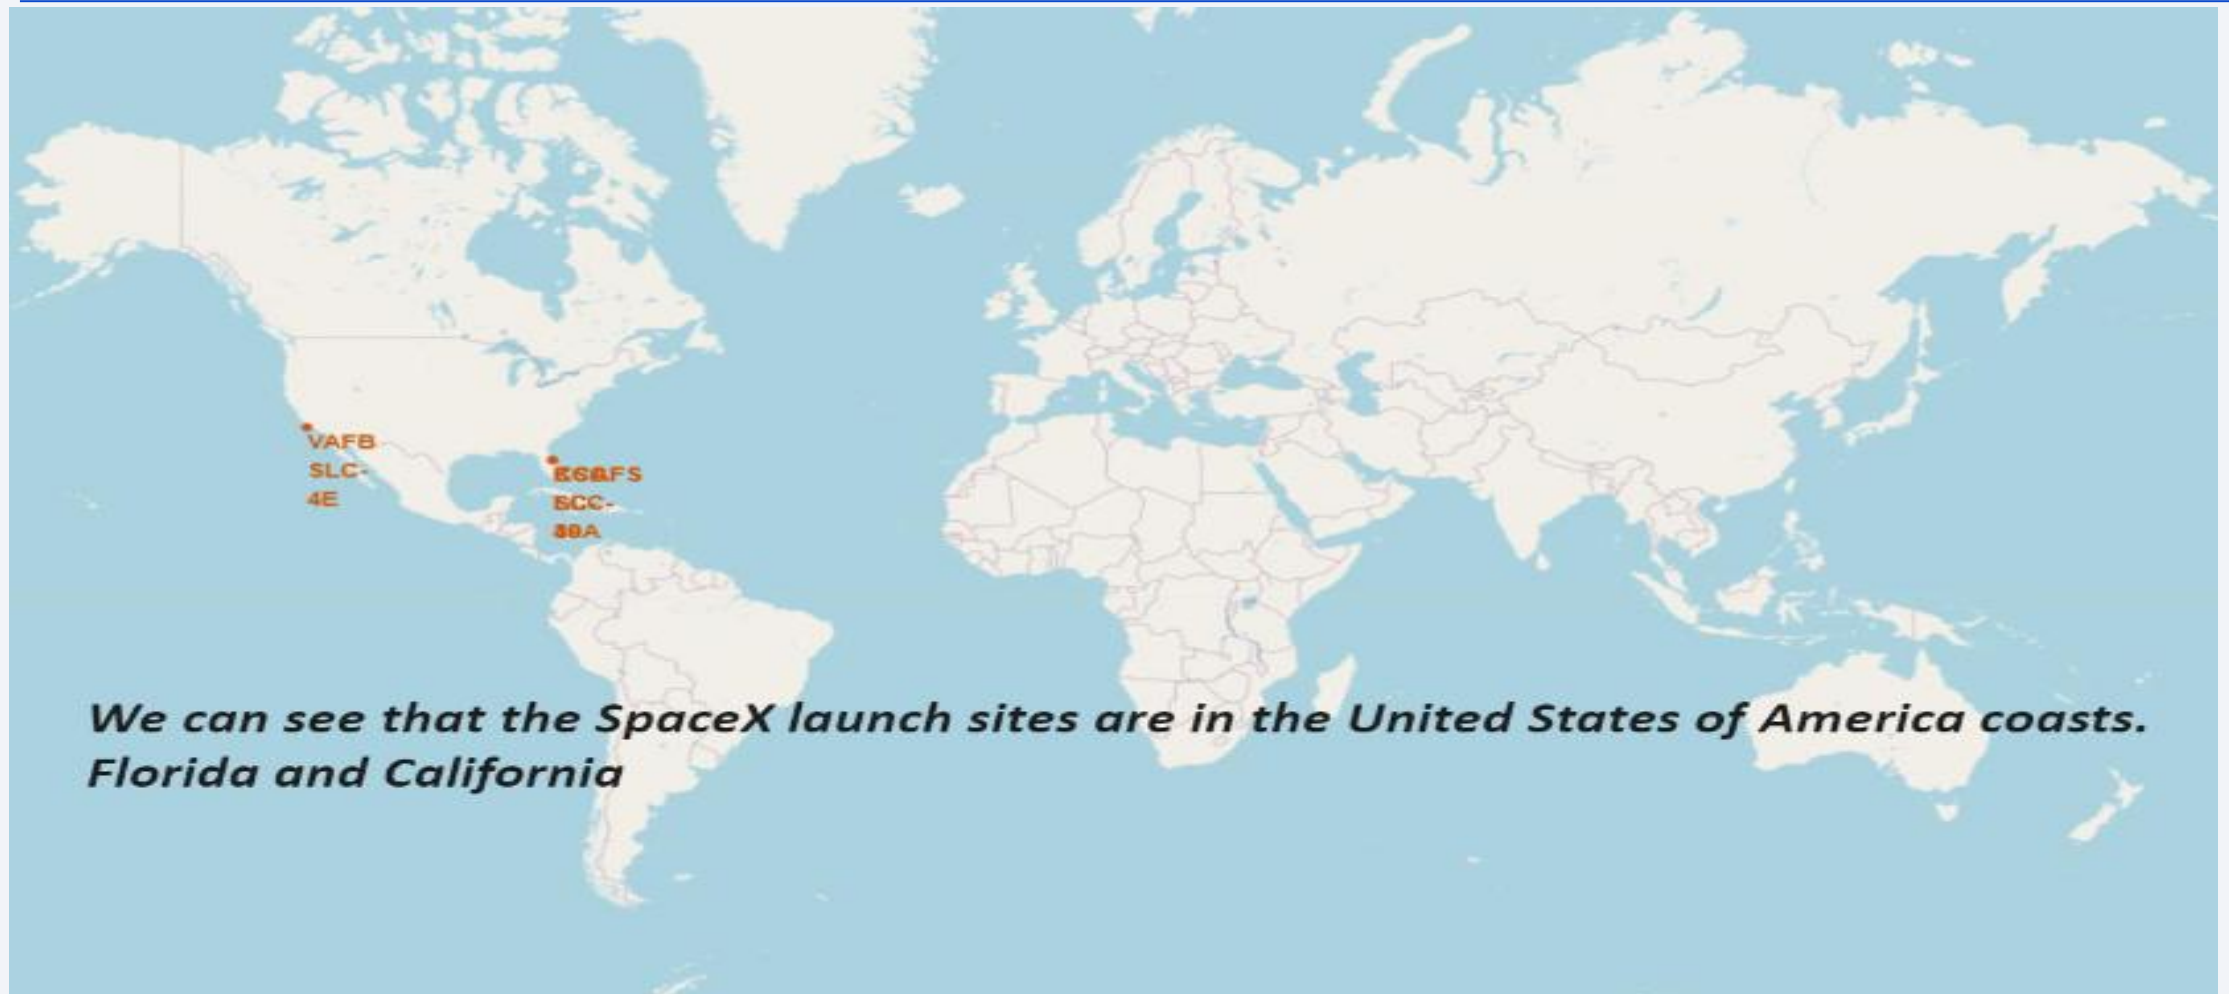 VAFB
SLC-
4E
We can see that the SpaceX launch sites are in the United States of America coasts.
Florida and California